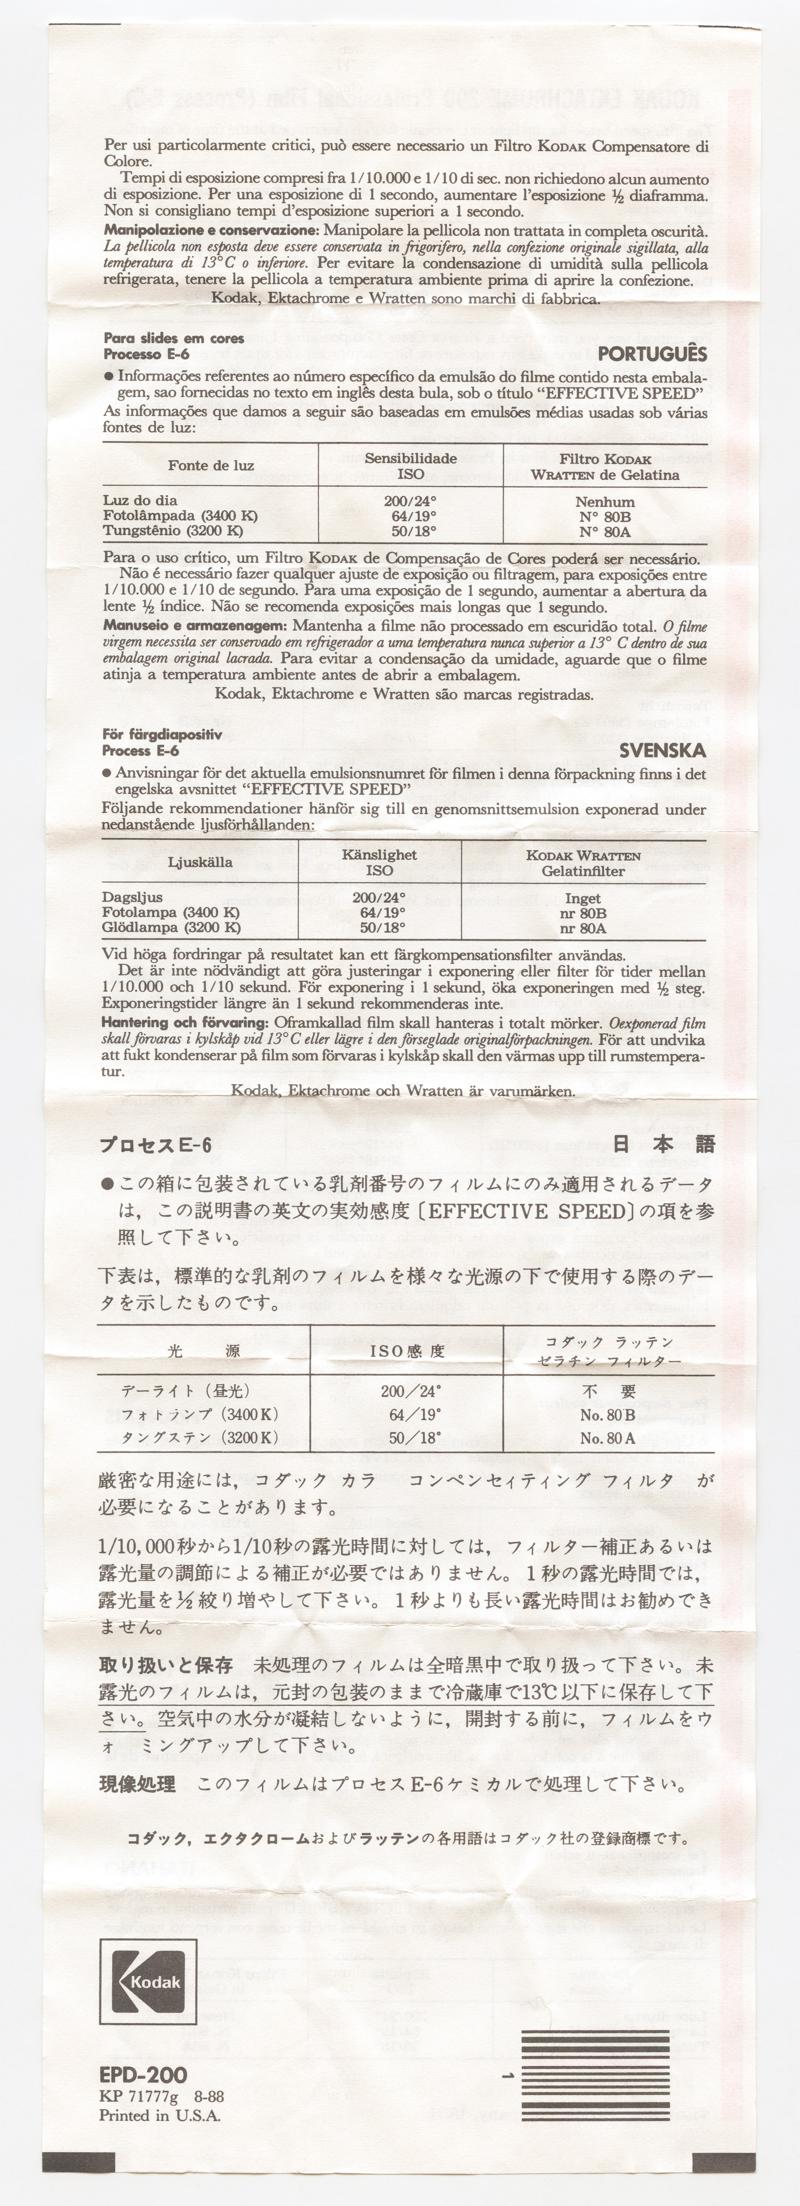 Per usi particolarmente critici, può essere necessario un Filtro KODAK Compensatore di
Colore.
Tempi di esposizione compresi fra 1/10.000 e 1/10 di sec. non richiedono alcun aumento
di esposizione. Per una esposizione di 1 secondo, aumentare l'esposizione ½ diaframma.
Non si consigliano tempi d'esposizione superiori a 1 secondo.
Manipolazione e conservazione: Manipolare la pellicola non trattata in completa oscurità.
La pellicola non esposta deve essere conservata in frigorifero, nella confezione originale sigillata, alla
temperatura di 13°C o inferiore. Per evitare la condensazione di umidità sulla pellicola
refrigerata, tenere la pellicola a temperatura ambiente prima di aprire la confezione.
Kodak, Ektachrome e Wratten sono marchi di fabbrica.
Para slides em cores
Processo E-6 PORTUGUÊS
● Informações referentes ao número específico da emulsão do filme contido nesta embala-
gem, sao fornecidas no texto em inglês desta bula, sob o título “EFFECTIVE SPEED”
As informações que damos a seguir são baseadas em emulsões médias usadas sob várias
fontes de luz:
Fonte de luz Sensibilidade ISO Filtro KODAK WRATTEN de Gelatina
Luz do dia 200/24° Nenhum
Fotolâmpada (3400 K) 64/19° N° 80B
Tungstênio (3200 K) 50/18° N° 80A
Para o uso crítico, um Filtro KODAK de Compensação de Cores poderá ser necessário.
Não é necessário fazer qualquer ajuste de exposição ou filtragem, para exposições entre
1/10.000 e 1/10 de segundo. Para uma exposição de 1 segundo, aumentar a abertura da
lente ½ índice. Não se recomenda exposições mais longas que 1 segundo.
Manuseio e armazenagem: Mantenha a filme não processado em escuridão total. O filme
virgem necessita ser conservado em refrigerador a uma temperatura nunca superior a 13° C dentro de sua
embalagem original lacrada. Para evitar a condensação da umidade, aguarde que o filme
atinja a temperatura ambiente antes de abrir a embalagem.
Kodak, Ektachrome e Wratten são marcas registradas.
För färgdiapositiv
Process E-6 SVENSKA
● Anvisningar för det aktuella emulsionsnumret för filmen i denna förpackning finns i det
engelska avsnittet “EFFECTIVE SPEED”
Följande rekommendationer hänför sig till en genomsnittsemulsion exponerad under
nedanstående ljusförhållanden:
Ljuskälla Känslighet ISO KODAK WRATTEN Gelatinfilter
Dagsljus 200/24° Inget
Fotolampa (3400 K) 64/19° nr 80B
Glödlampa (3200 K) 50/18° nr 80A
Vid höga fordringar på resultatet kan ett färgkompensationsfilter användas.
Det är inte nödvändigt att göra justeringar i exponering eller filter för tider mellan
1/10.000 och 1/10 sekund. För exponering i 1 sekund, öka exponeringen med ½ steg.
Exponeringstider längre än 1 sekund rekommenderas inte.
Hantering och förvaring: Oframkallad film skall hanteras i totalt mörker. Oexponerad film
skall förvaras i kylskåp vid 13°C eller lägre i den förseglade originalförpackningen. För att undvika
att fukt kondenserar på film som förvaras i kylskåp skall den värmas upp till rumstempera-
tur.
Kodak, Ektachrome och Wratten är varumärken.
プロセスE-6 日本語
●この箱に包装されている乳剤番号のフィルムにのみ適用されるデータ
は，この説明書の英文の実効感度〔EFFECTIVE SPEED〕の項を参
照して下さい。
下表は，標準的な乳剤のフィルムを様々な光源の下で使用する際のデー
タを示したものです。
光 源 ISO感度 コダック ラッテン ゼラチン フィルター
デーライト（昼光） 200／24° 不 要
フォトランプ（3400K） 64／19° No.80B
タングステン（3200K） 50／18° No.80A
厳密な用途には，コダック カラ コンペンセィティング フィルタ が
必要になることがあります。
1/10,000秒から1/10秒の露光時間に対しては，フィルター補正あるいは
露光量の調節による補正が必要ではありません。1秒の露光時間では，
露光量を½絞り増やして下さい。1秒よりも長い露光時間はお勧めでき
ません。
取り扱いと保存 未処理のフィルムは全暗黒中で取り扱って下さい。未
露光のフィルムは，元封の包装のままで冷蔵庫で13℃以下に保存して下
さい。空気中の水分が凝結しないように，開封する前に，フィルムをウ
ォ ミングアップして下さい。
現像処理 このフィルムはプロセスE-6ケミカルで処理して下さい。
コダック，エクタクロームおよびラッテンの各用語はコダック社の登録商標です。
Kodak
EPD-200
KP 71777g 8-88
Printed in U.S.A.
1